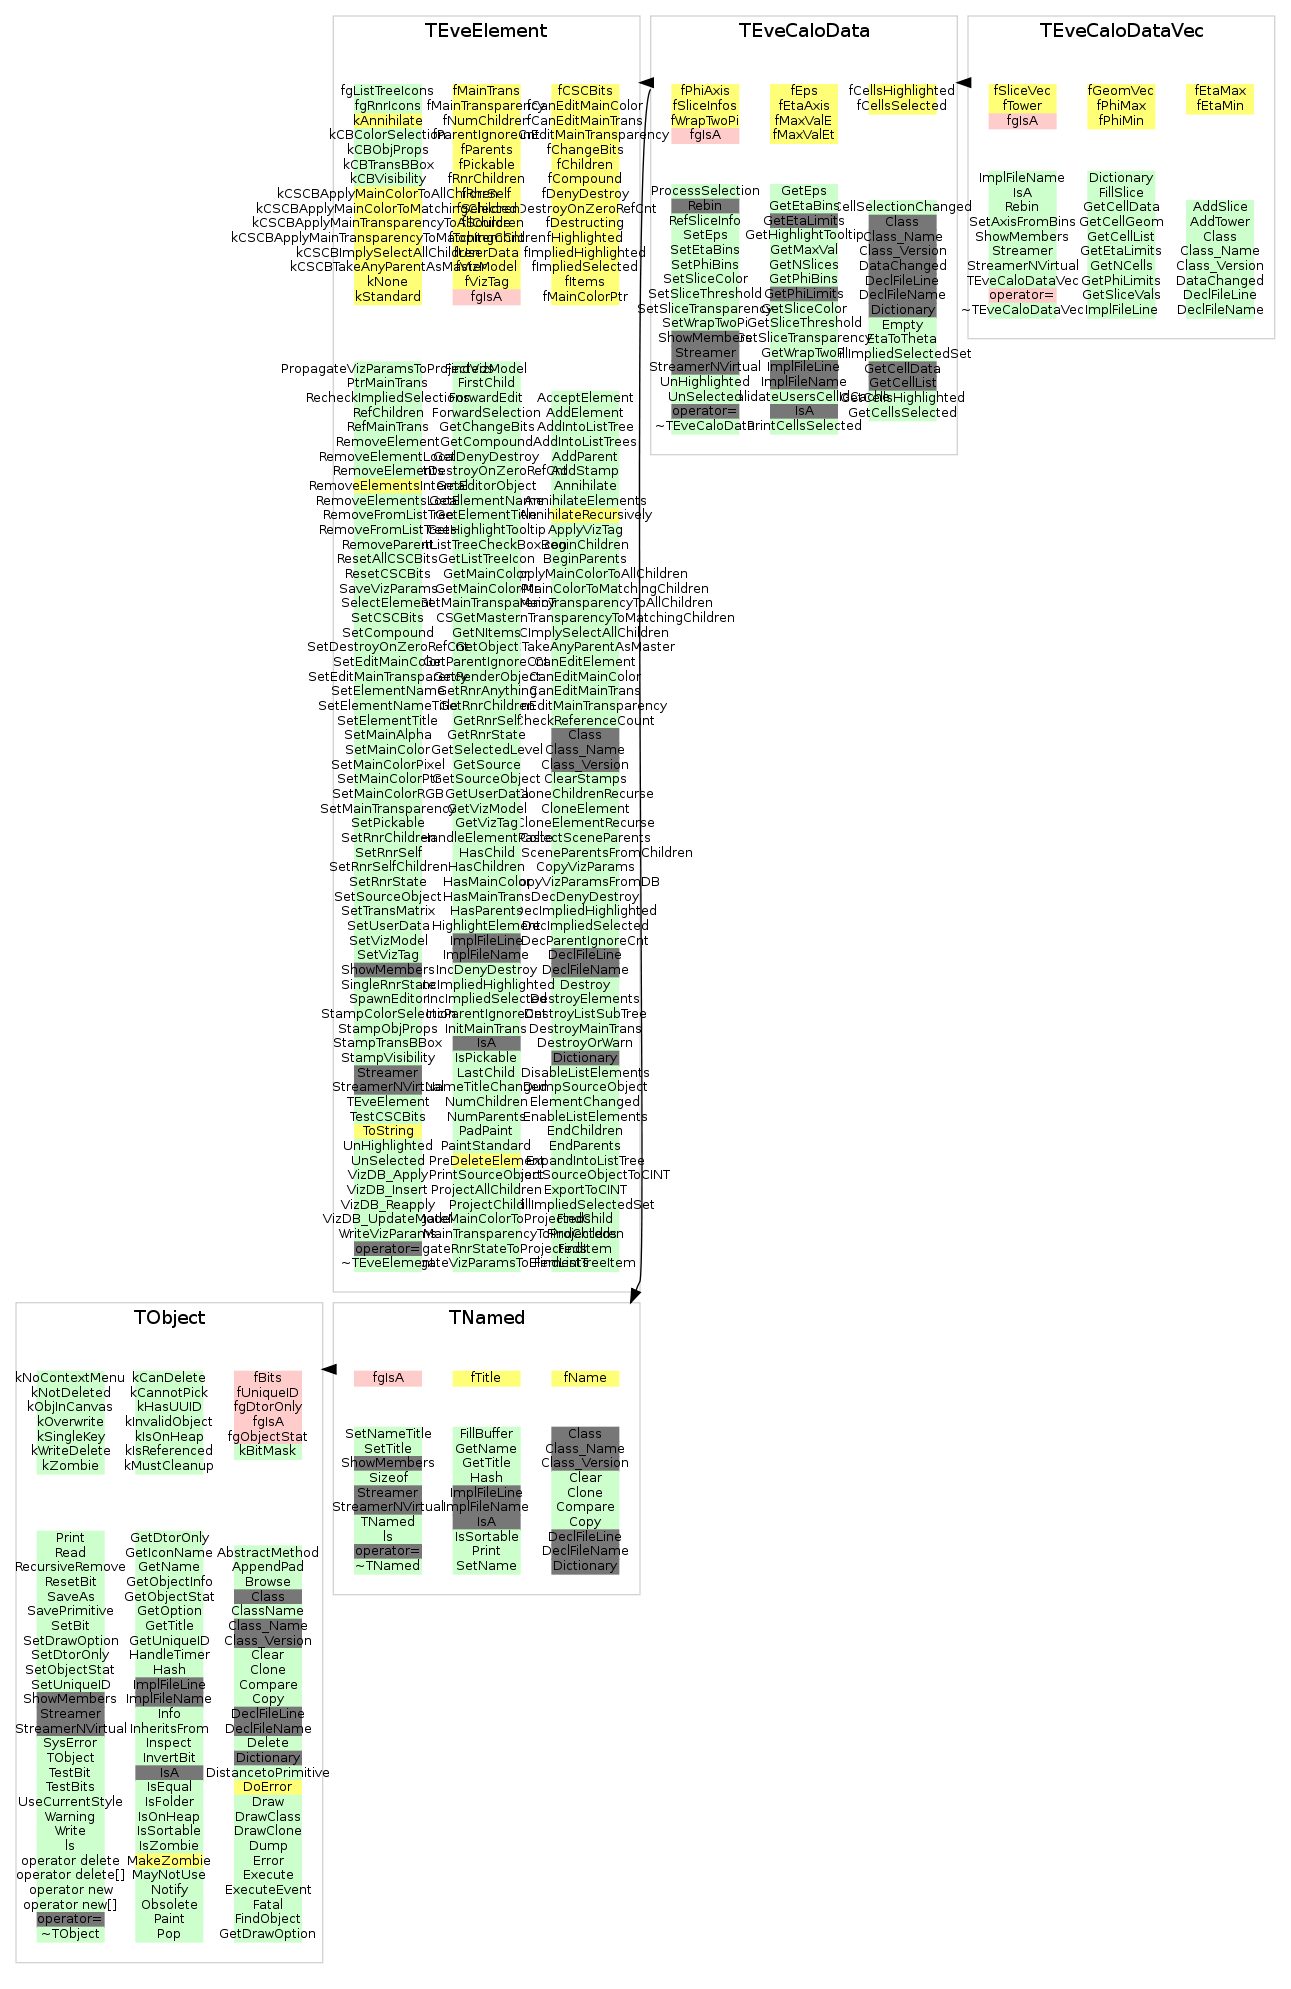 TEveElement
fgListTreeIcons
fgRnrIcons
kAnnihilate
kCBColorSelection
kCBObjProps
kCBTransBBox
kCBVisibility
kCSCBApplyMainColorToAllChildren
kCSCBApplyMainColorToMatchingChildren
kCSCBApplyMainTransparencyToAllChildren
kCSCBApplyMainTransparencyToMatchingChildren
kCSCBImplySelectAllChildren
kCSCBTakeAnyParentAsMaster
kNone
kStandard
fMainTrans
fMainTransparency
fNumChildren
fParentIgnoreCnt
fParents
fPickable
fRnrChildren
fRnrSelf
fSelected
fSource
fTopItem
fUserData
fVizModel
fVizTag
fgIsA
fCSCBits
fCanEditMainColor
fCanEditMainTrans
EditMainTransparency
fChangeBits
fChildren
fCompound
fDenyDestroy
DestroyOnZeroRefCnt
fDestructing
fHighlighted
fImpliedHighlighted
fImpliedSelected
fItems
fMainColorPtr
PropagateVizParamsToProjecteds
PtrMainTrans
RecheckImpliedSelections
RefChildren
RefMainTrans
RemoveElement
RemoveElementLocal
RemoveElements
RemoveElementsInternal
RemoveElementsLocal
RemoveFromListTree
RemoveFromListTrees
RemoveParent
ResetAllCSCBits
ResetCSCBits
SaveVizParams
SelectElement
SetCSCBits
SetCompound
SetDestroyOnZeroRefCnt
SetEditMainColor
SetEditMainTransparency
SetElementName
SetElementNameTitle
SetElementTitle
SetMainAlpha
SetMainColor
SetMainColorPixel
SetMainColorPtr
SetMainColorRGB
SetMainTransparency
SetPickable
SetRnrChildren
SetRnrSelf
SetRnrSelfChildren
SetRnrState
SetSourceObject
SetTransMatrix
SetUserData
SetVizModel
SetVizTag
ShowMembers
SingleRnrState
SpawnEditor
StampColorSelection
StampObjProps
StampTransBBox
StampVisibility
Streamer
StreamerNVirtual
TEveElement
TestCSCBits
ToString
UnHighlighted
UnSelected
VizDB_Apply
VizDB_Insert
VizDB_Reapply
VizDB_UpdateModel
WriteVizParams
operator=
~TEveElement
FindVizModel
FirstChild
ForwardEdit
ForwardSelection
GetChangeBits
GetCompound
GetDenyDestroy
DestroyOnZeroRefCnt
GetEditorObject
GetElementName
GetElementTitle
GetHighlightTooltip
ListTreeCheckBoxIcon
GetListTreeIcon
GetMainColor
GetMainColorPtr
GetMainTransparency
GetMaster
GetNItems
GetObject
GetParentIgnoreCnt
GetRenderObject
GetRnrAnything
GetRnrChildren
GetRnrSelf
GetRnrState
GetSelectedLevel
GetSource
GetSourceObject
GetUserData
GetVizModel
GetVizTag
HandleElementPaste
HasChild
HasChildren
HasMainColor
HasMainTrans
HasParents
HighlightElement
ImplFileLine
ImplFileName
IncDenyDestroy
IncImpliedHighlighted
IncImpliedSelected
IncParentIgnoreCnt
InitMainTrans
IsA
IsPickable
LastChild
NameTitleChanged
NumChildren
NumParents
PadPaint
PaintStandard
PreDeleteElement
PrintSourceObject
ProjectAllChildren
ProjectChild
MainColorToProjecteds
MainTransparencyToProjecteds
gateRnrStateToProjecteds
gateVizParamsToElements
AcceptElement
AddElement
AddIntoListTree
AddIntoListTrees
AddParent
AddStamp
Annihilate
AnnihilateElements
AnnihilateRecursively
ApplyVizTag
BeginChildren
BeginParents
plyMainColorToAllChildren
MainColorToMatchingChildren
MainTransparencyToAllChildren
nTransparencyToMatchingChildren
CImplySelectAllChildren
TakeAnyParentAsMaster
CanEditElement
CanEditMainColor
CanEditMainTrans
nEditMainTransparency
CheckReferenceCount
Class
Class_Name
Class_Version
ClearStamps
CloneChildrenRecurse
CloneElement
CloneElementRecurse
CollectSceneParents
SceneParentsFromChildren
CopyVizParams
opyVizParamsFromDB
DecDenyDestroy
DecImpliedHighlighted
DecImpliedSelected
DecParentIgnoreCnt
DeclFileLine
DeclFileName
Destroy
DestroyElements
DestroyListSubTree
DestroyMainTrans
DestroyOrWarn
Dictionary
DisableListElements
DumpSourceObject
ElementChanged
EnableListElements
EndChildren
EndParents
ExpandIntoListTree
ortSourceObjectToCINT
ExportToCINT
illImpliedSelectedSet
FindChild
FindChildren
FindItem
FindListTreeItem
TEveCaloData
fPhiAxis
fSliceInfos
fWrapTwoPi
fgIsA
fEps
fEtaAxis
fMaxValE
fMaxValEt
fCellsHighlighted
fCellsSelected
ProcessSelection
Rebin
RefSliceInfo
SetEps
SetEtaBins
SetPhiBins
SetSliceColor
SetSliceThreshold
SetSliceTransparency
SetWrapTwoPi
ShowMembers
Streamer
StreamerNVirtual
UnHighlighted
UnSelected
operator=
~TEveCaloData
GetEps
GetEtaBins
GetEtaLimits
GetHighlightTooltip
GetMaxVal
GetNSlices
GetPhiBins
GetPhiLimits
GetSliceColor
GetSliceThreshold
GetSliceTransparency
GetWrapTwoPi
ImplFileLine
ImplFileName
alidateUsersCellIdCache
IsA
PrintCellsSelected
CellSelectionChanged
Class
Class_Name
Class_Version
DataChanged
DeclFileLine
DeclFileName
Dictionary
Empty
EtaToTheta
FillImpliedSelectedSet
GetCellData
GetCellList
GetCellsHighlighted
GetCellsSelected
TEveCaloDataVec
fSliceVec
fTower
fgIsA
fGeomVec
fPhiMax
fPhiMin
fEtaMax
fEtaMin
ImplFileName
IsA
Rebin
SetAxisFromBins
ShowMembers
Streamer
StreamerNVirtual
TEveCaloDataVec
operator=
~TEveCaloDataVec
Dictionary
FillSlice
GetCellData
GetCellGeom
GetCellList
GetEtaLimits
GetNCells
GetPhiLimits
GetSliceVals
ImplFileLine
AddSlice
AddTower
Class
Class_Name
Class_Version
DataChanged
DeclFileLine
DeclFileName
TObject
kNoContextMenu
kNotDeleted
kObjInCanvas
kOverwrite
kSingleKey
kWriteDelete
kZombie
kCanDelete
kCannotPick
kHasUUID
kInvalidObject
kIsOnHeap
kIsReferenced
kMustCleanup
fBits
fUniqueID
fgDtorOnly
fgIsA
fgObjectStat
kBitMask
Print
Read
RecursiveRemove
ResetBit
SaveAs
SavePrimitive
SetBit
SetDrawOption
SetDtorOnly
SetObjectStat
SetUniqueID
ShowMembers
Streamer
StreamerNVirtual
SysError
TObject
TestBit
TestBits
UseCurrentStyle
Warning
Write
ls
operator delete
operator delete[]
operator new
operator new[]
operator=
~TObject
GetDtorOnly
GetIconName
GetName
GetObjectInfo
GetObjectStat
GetOption
GetTitle
GetUniqueID
HandleTimer
Hash
ImplFileLine
ImplFileName
Info
InheritsFrom
Inspect
InvertBit
IsA
IsEqual
IsFolder
IsOnHeap
IsSortable
IsZombie
MakeZombie
MayNotUse
Notify
Obsolete
Paint
Pop
AbstractMethod
AppendPad
Browse
Class
ClassName
Class_Name
Class_Version
Clear
Clone
Compare
Copy
DeclFileLine
DeclFileName
Delete
Dictionary
DistancetoPrimitive
DoError
Draw
DrawClass
DrawClone
Dump
Error
Execute
ExecuteEvent
Fatal
FindObject
GetDrawOption
TNamed
fgIsA
fTitle
fName
SetNameTitle
SetTitle
ShowMembers
Sizeof
Streamer
StreamerNVirtual
TNamed
ls
operator=
~TNamed
FillBuffer
GetName
GetTitle
Hash
ImplFileLine
ImplFileName
IsA
IsSortable
Print
SetName
Class
Class_Name
Class_Version
Clear
Clone
Compare
Copy
DeclFileLine
DeclFileName
Dictionary